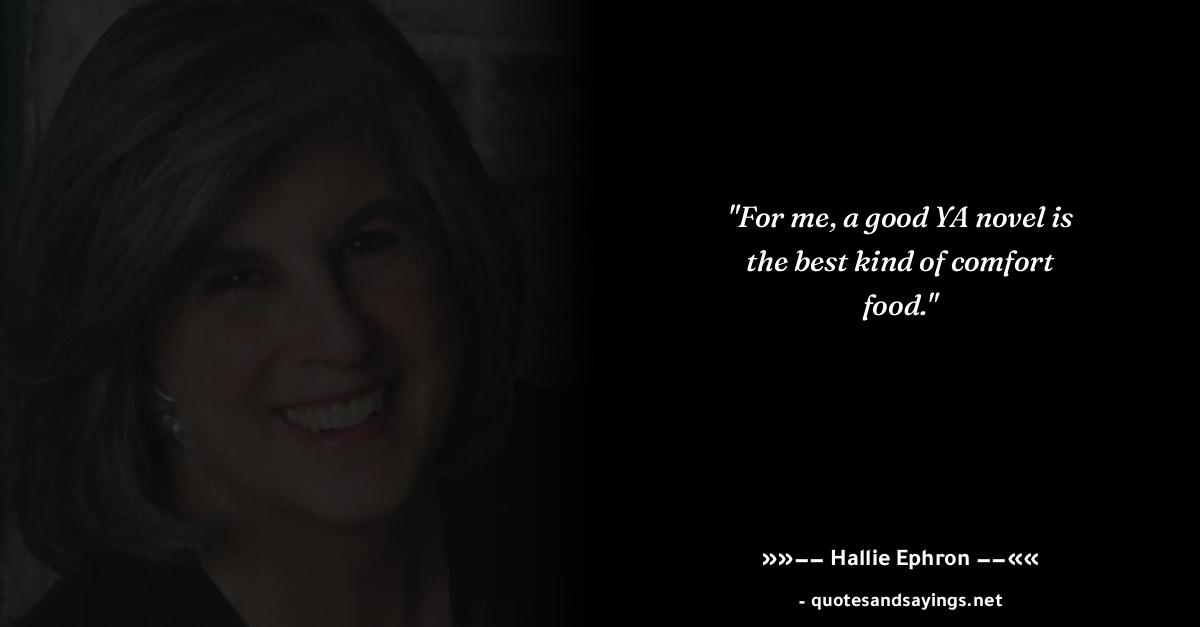 "For me, a good YA novel is
the best kind of comfort
food."
»»—— Hallie Ephron ——««
- quotesandsayings.net